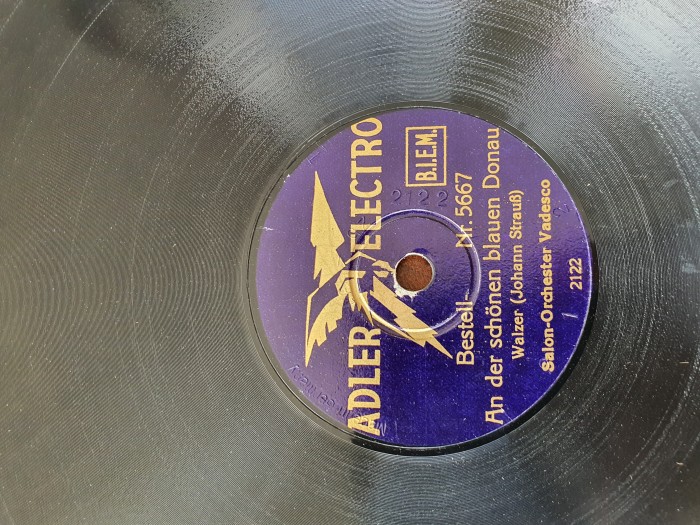 ADLER ELECTRO
B.I.E.M.
2122
Bestell- Nr. 5667
An der schönen blauen Donau
Walzer (Johann Strauß)
Salon-Orchester Vadesco
2122